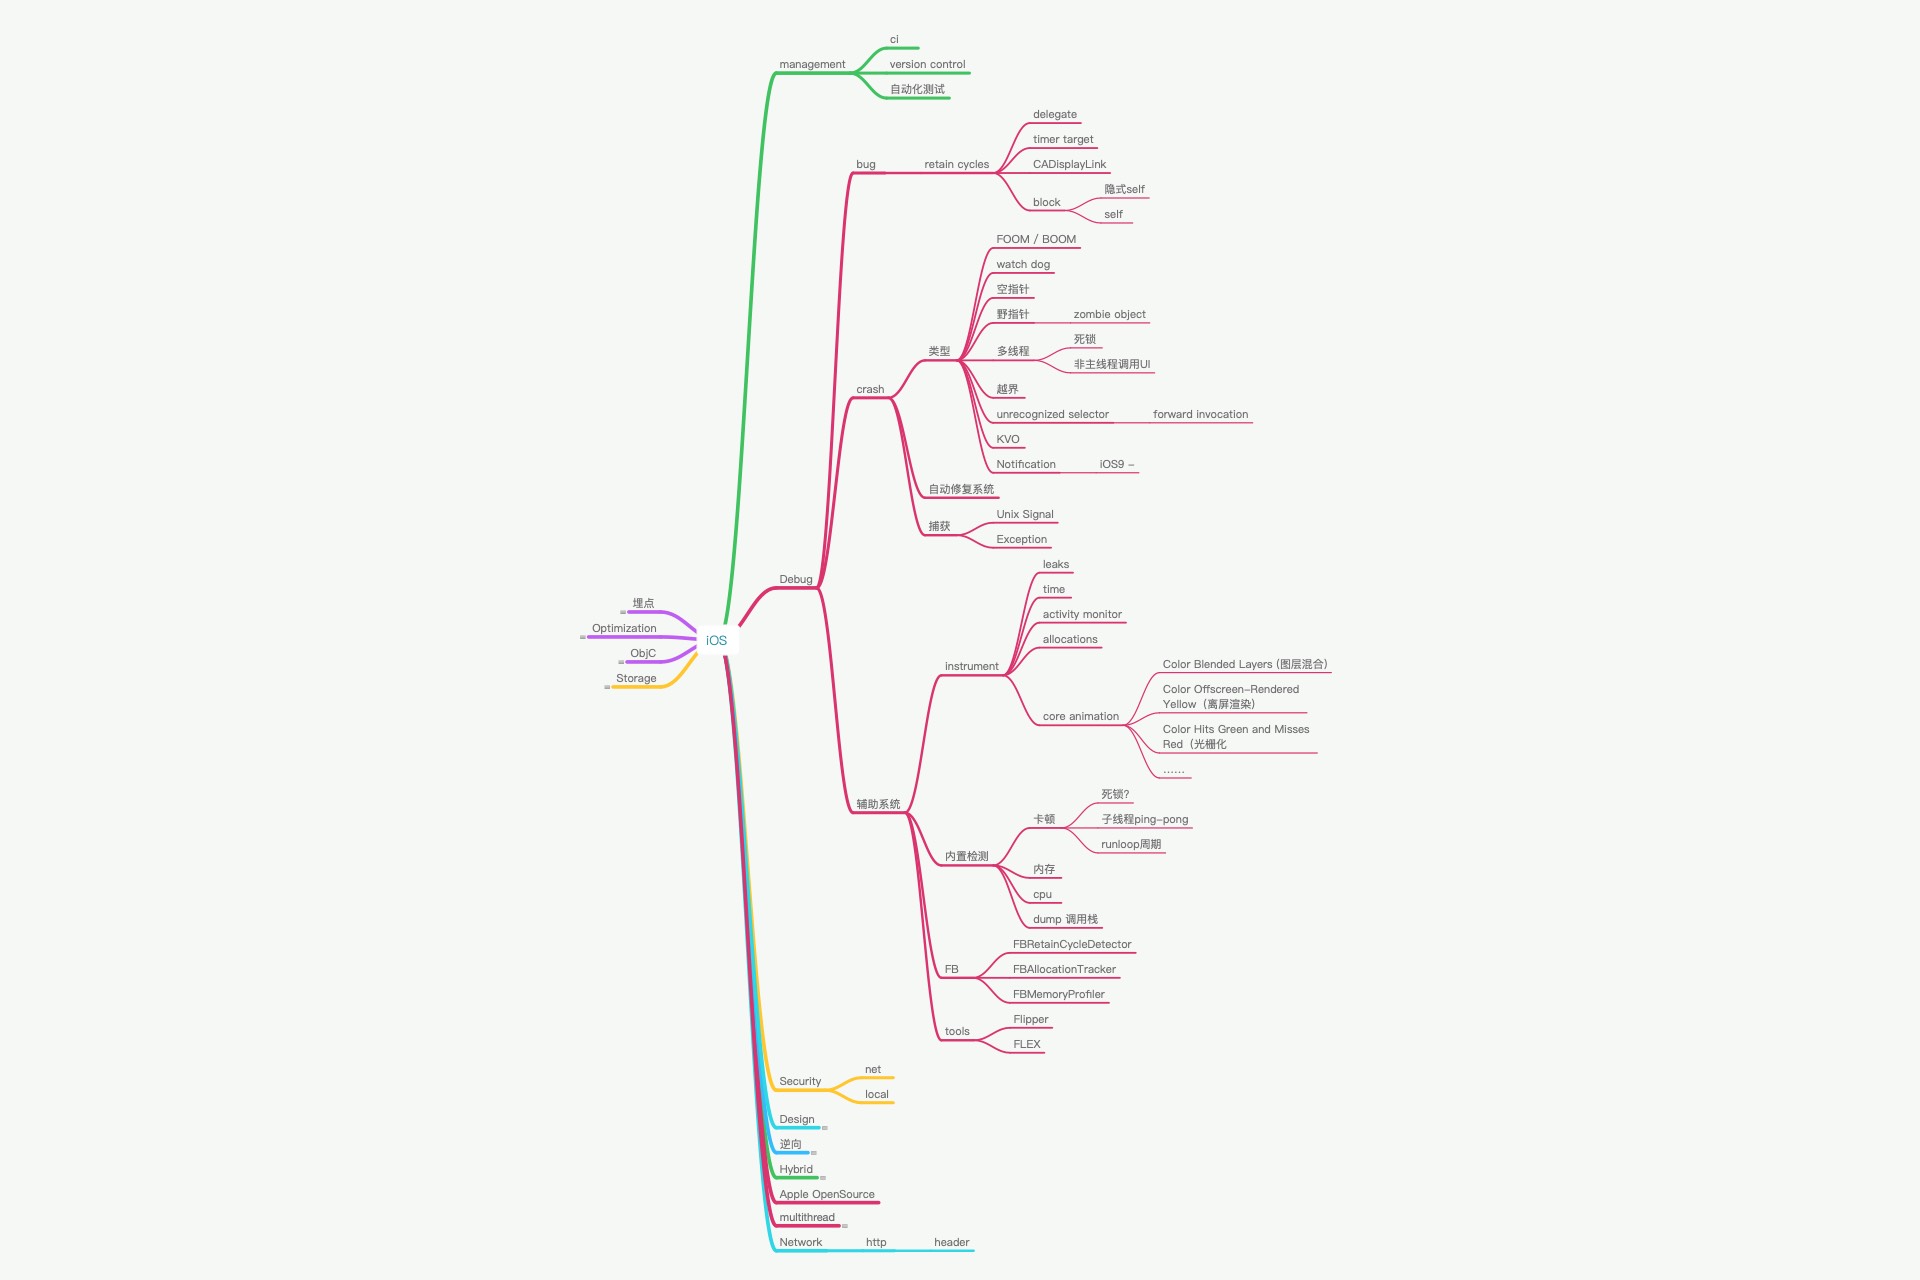 ci
management
version control
自动化测试
delegate
timer target
bug
retain cycles
CADisplayLink
隐式self
block
self
FOOM / BOOM
watch dog
空指针
野指针
zombie object
死锁
类型
多线程
非主线程调用UI
crash
越界
unrecognized selector
forward invocation
KVO
Notification
iOS9 -
自动修复系统
Unix Signal
捕获
Exception
leaks
Debug
time
埋点
activity monitor
Optimization
iOS
allocations
ObjC
Color Blended Layers (图层混合)
instrument
Storage
Color Offscreen-Rendered
Yellow（离屏渲染）
core animation
Color Hits Green and Misses
Red（光栅化
......
死锁？
辅助系统
卡顿
子线程ping-pong
runloop周期
内置检测
内存
cpu
dump 调用栈
FBRetainCycleDetector
FB
FBAllocationTracker
FBMemoryProfiler
Flipper
tools
FLEX
net
Security
local
Design
逆向
Hybrid
Apple OpenSource
multithread
Network
http
header